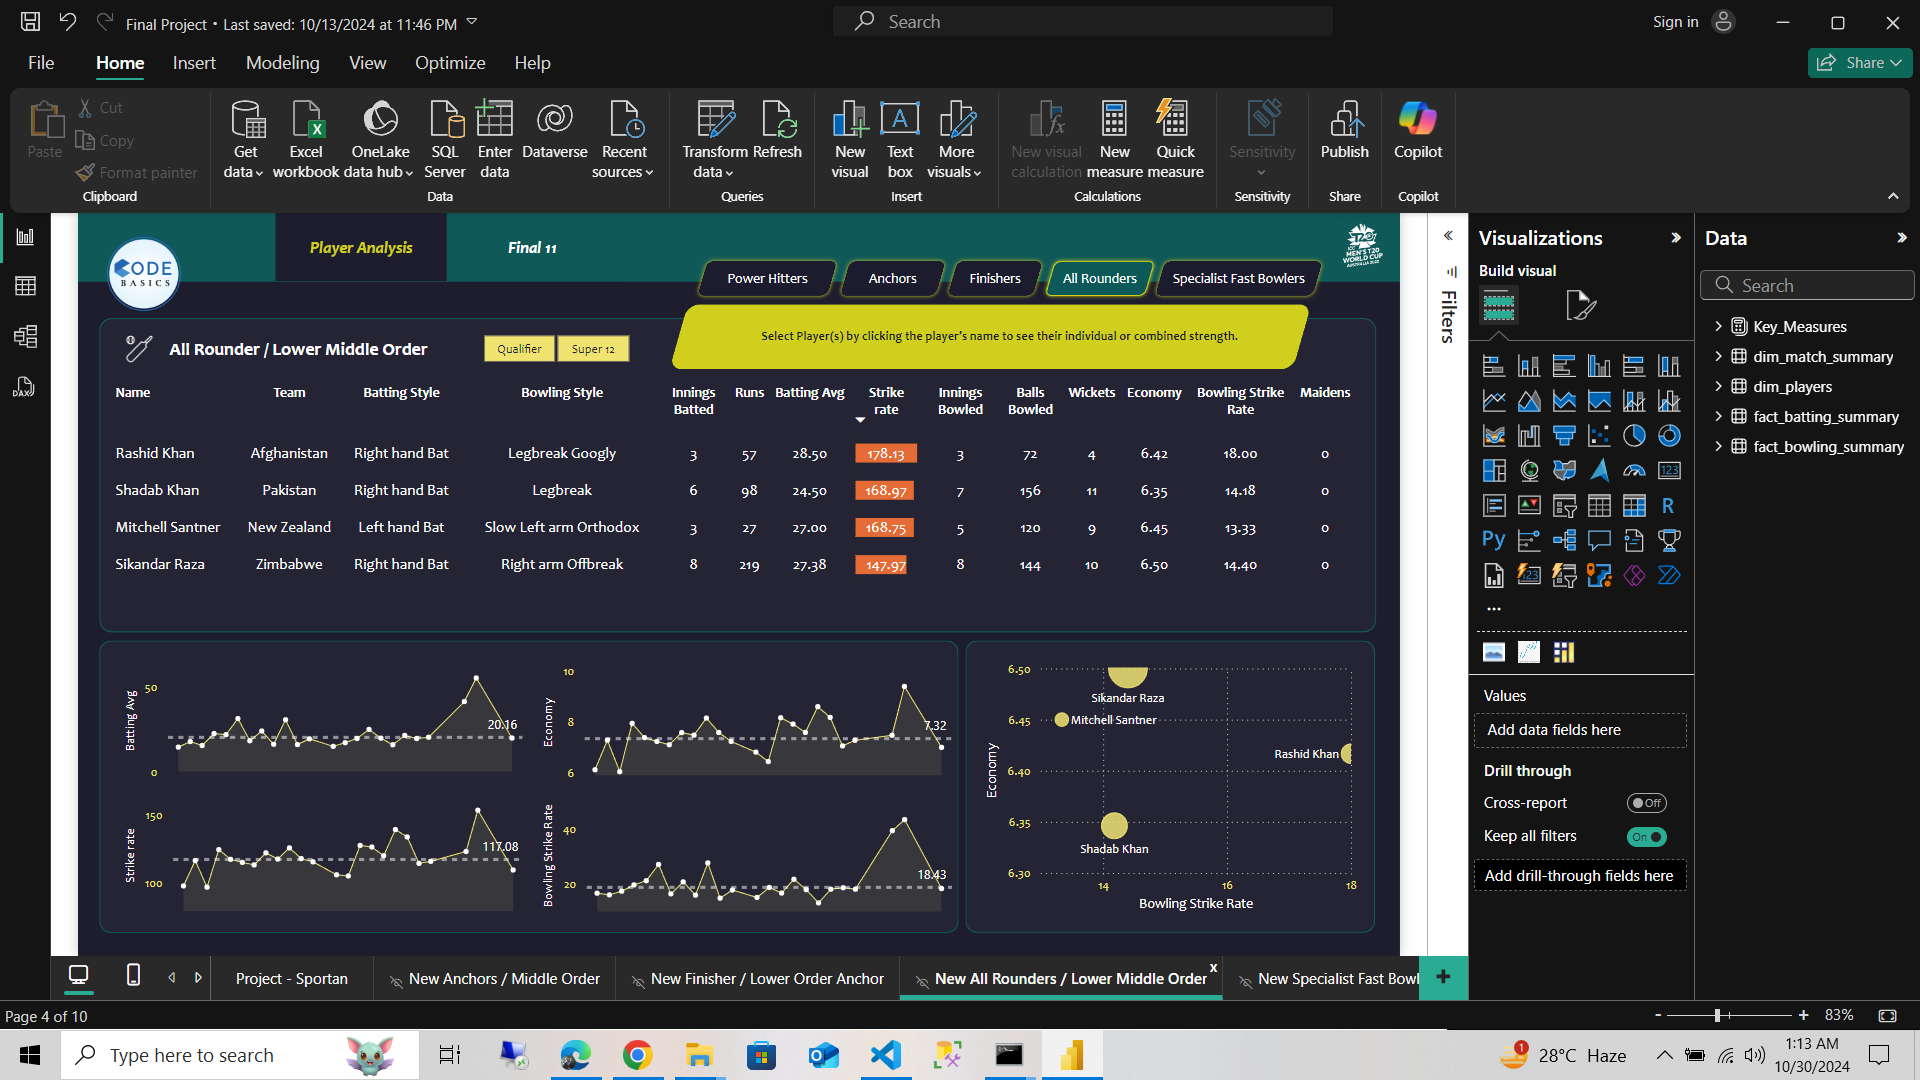 Final Project • Last saved: 10/13/2024 at 11:46 PM
Search
Sign in
File Home Insert Modeling View Optimize Help
Share
Paste
Cut
Copy
Format painter
Clipboard
Get data
Excel workbook
OneLake data hub
SQL Server
Enter data
Dataverse
Recent sources
Data
Transform data
Refresh
Queries
New visual
Text box
More visuals
Insert
New visual calculation
New measure
Quick measure
Calculations
Sensitivity
Sensitivity
Publish
Share
Copilot
Copilot
CODE
BASICS
Player Analysis
Final 11
ICC
MEN'S T20
WORLD CUP
AUSTRALIA 2022
Power Hitters
Anchors
Finishers
All Rounders
Specialist Fast Bowlers
Select Player(s) by clicking the player's name to see their individual or combined strength.
All Rounder / Lower Middle Order
Qualifier
Super 12
Name Team Batting Style Bowling Style Innings Batted Runs Batting Avg Strike rate Innings Bowled Balls Bowled Wickets Economy Bowling Strike Rate Maidens
Rashid Khan Afghanistan Right hand Bat Legbreak Googly 3 57 28.50 178.13 3 72 4 6.42 18.00 0
Shadab Khan Pakistan Right hand Bat Legbreak 6 98 24.50 168.97 7 156 11 6.35 14.18 0
Mitchell Santner New Zealand Left hand Bat Slow Left arm Orthodox 3 27 27.00 168.75 5 120 9 6.45 13.33 0
Sikandar Raza Zimbabwe Right hand Bat Right arm Offbreak 8 219 27.38 147.97 8 144 10 6.50 14.40 0
Batting Avg
50
0
20.16
Economy
10
8
6
7.32
Strike rate
150
100
117.08
Bowling Strike Rate
40
20
18.43
Economy
6.50
6.45
6.40
6.35
6.30
Sikandar Raza
Mitchell Santner
Rashid Khan
Shadab Khan
14 16 18
Bowling Strike Rate
Filters
Visualizations
Build visual
123
R
Py
123
...
Values
Add data fields here
Drill through
Cross-report
Off
Keep all filters
On
Add drill-through fields here
Data
Search
Key_Measures
dim_match_summary
dim_players
fact_batting_summary
fact_bowling_summary
DAX
Project - Sportan
New Anchors / Middle Order
New Finisher / Lower Order Anchor
New All Rounders / Lower Middle Order
x
New Specialist Fast Bowl
+
Page 4 of 10
- + 83%
Type here to search
1
28°C Haze
1:13 AM
10/30/2024